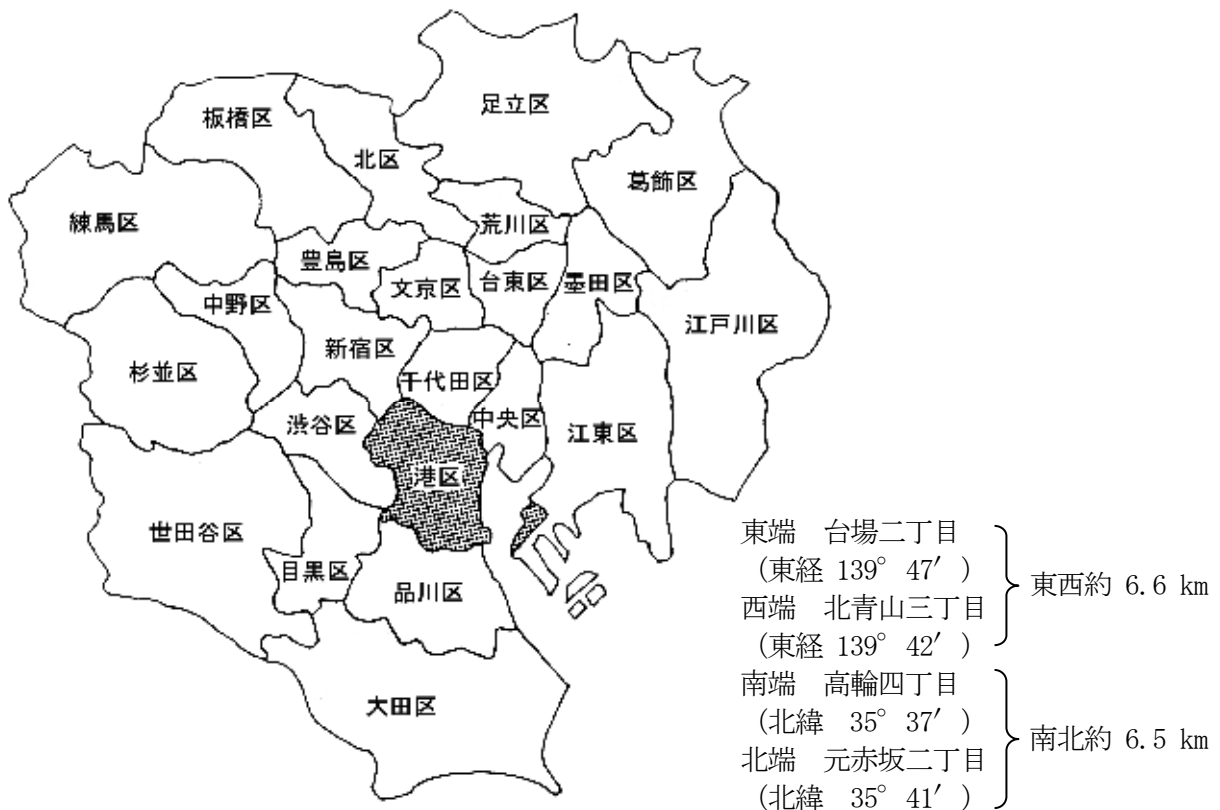 足立区
板橋区
北区
葛飾区
練馬区
荒川区
豊島区
文京区
台東区
墨田区
中野区
江戸川区
新宿区
杉並区
千代田区
渋谷区
中央区
江東区
港区
世田谷区
目黒区
品川区
大田区
東端 台場二丁目
(東経 139° 47′)
西端 北青山三丁目
(東経 139° 42′)
東西約 6.6 km
南端 高輪四丁目
(北緯 35° 37′)
北端 元赤坂二丁目
(北緯 35° 41′)
南北約 6.5 km